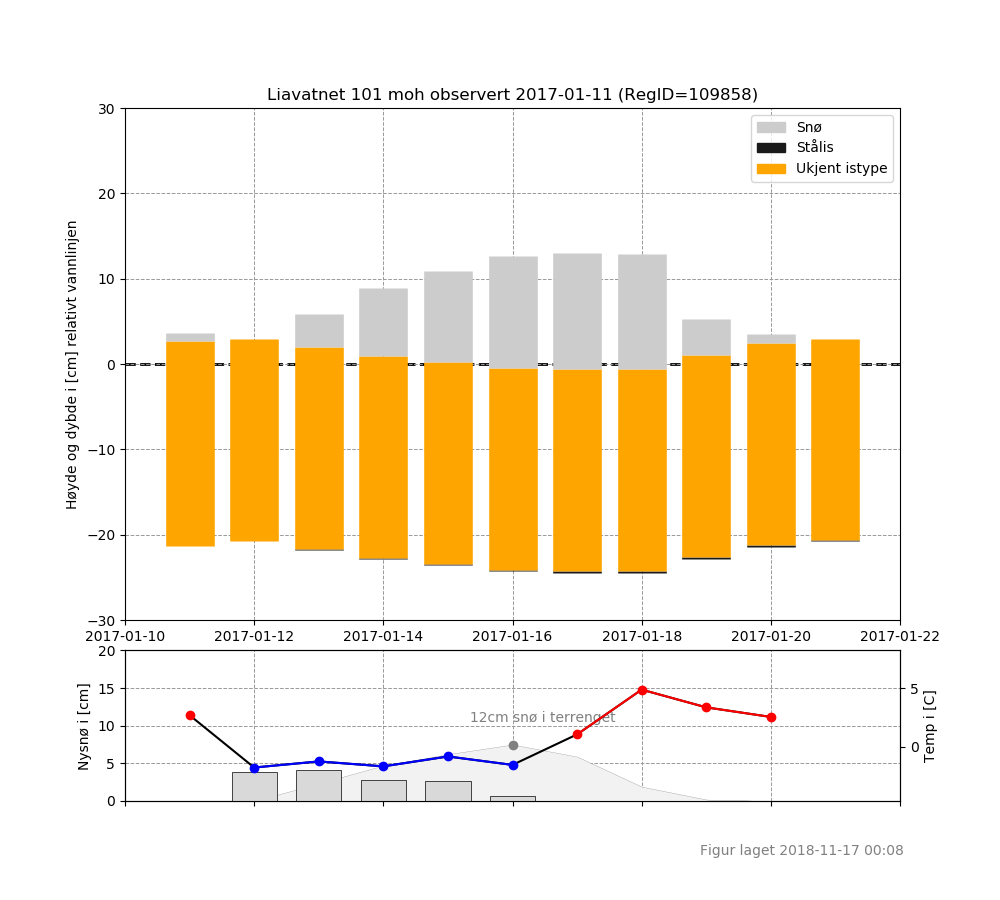 Liavatnet 101 moh observert 2017-01-11 (RegID=109858)
Høyde og dybde i [cm] relativt vannlinjen
30
20
10
0
−10
−20
−30
Snø
Stålis
Ukjent istype
2017-01-10 2017-01-12 2017-01-14 2017-01-16 2017-01-18 2017-01-20 2017-01-22
Nysnø i [cm]
20
15
10
5
0
12cm snø i terrenget
5
0
Temp i [C]
Figur laget 2018-11-17 00:08